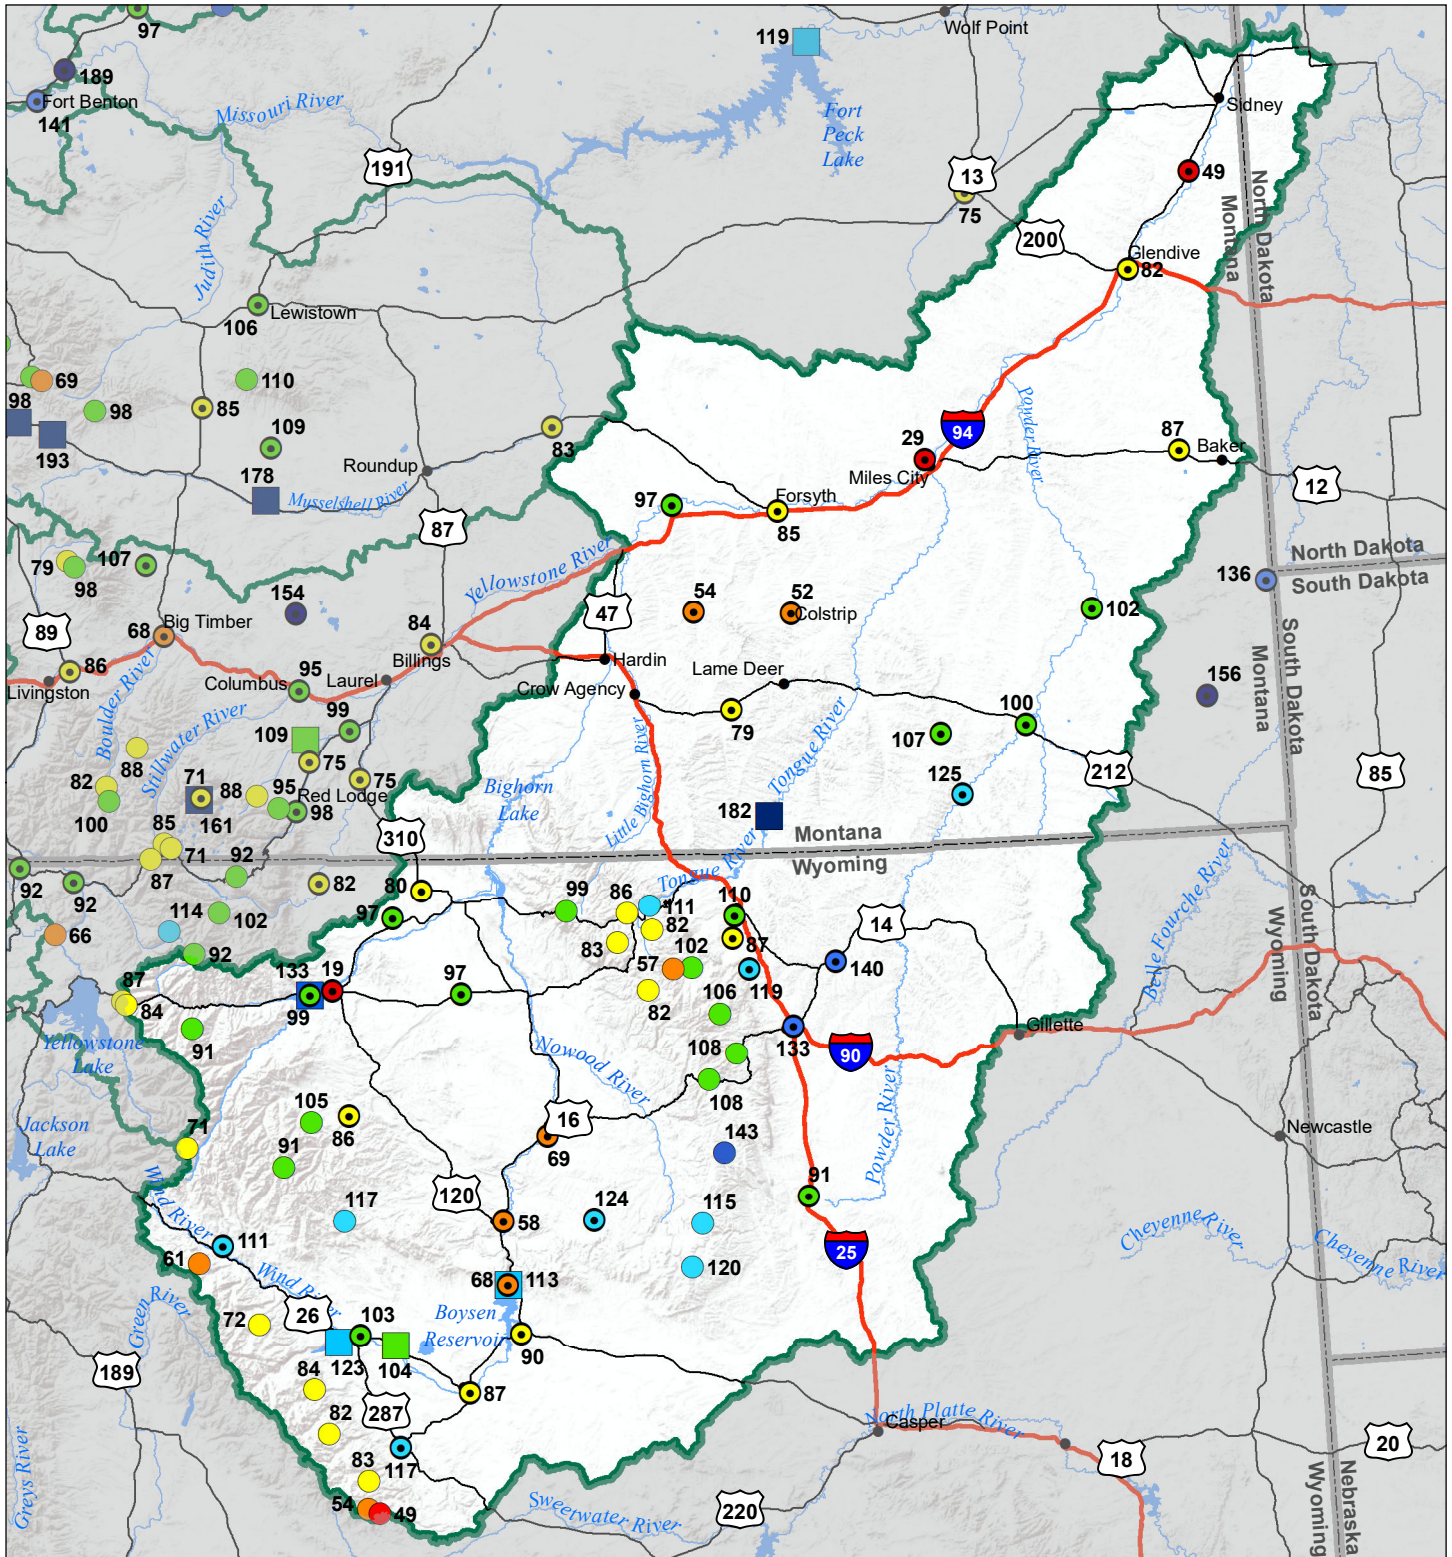 97
119
Wolf Point
189
Fort Benton
141
Missouri River
Fort
Peck
Lake
Sidney
191
13
75
49
North Dakota
Montana
Judith River
200
Glendive
82
106
Lewistown
69
110
98
98
85
193
109
178
Musselshell River
Roundup
83
Powder River
94
29
Miles City
87
Baker
12
87
97
Forsyth
85
79
98
107
Yellowstone River
North Dakota
South Dakota
136
154
54
52
Colstrip
102
89
68
Big Timber
84
Billings
47
Hardin
86
Livingston
Boulder River
95
Columbus
Laurel
Crow Agency
Lame Deer
79
South Dakota
Montana
156
99
Stillwater River
109
75
75
88
82
100
71
161
88
95
98
Red Lodge
Little Bighorn River
Tongue River
107
100
125
212
85
Bighorn
Lake
182
310
Montana
Wyoming
85
71
87
92
92
92
82
80
97
Tongue River
99
86
111
110
82
83
87
102
57
82
119
106
14
140
Belle Fourche River
South Dakota
Wyoming
102
114
66
92
87
84
91
133
19
99
97
Yellowstone
Lake
Nowood River
133
90
Gillette
108
108
Powder River
Jackson
Lake
71
105
86
91
16
69
143
91
Newcastle
Wind River
117
120
58
124
115
120
25
Cheyenne River
Cheyenne River
111
61
Wind River
68
113
Green River
72
26
103
123
104
Boysen
Reservoir
90
189
84
82
287
87
83
117
54
49
Greys River
Sweetwater River
220
North Platte River
Casper
18
20
Nebraska
Wyoming